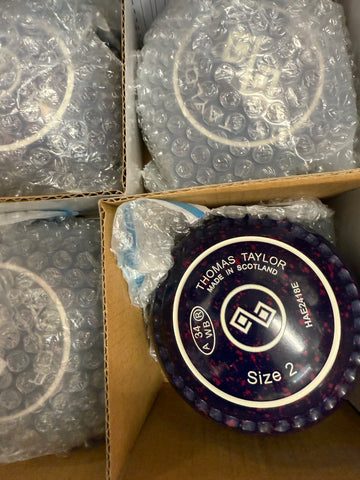 THOMAS TAYLOR
MADE IN SCOTLAND
34 R
A WB
HAE2418E
Size 2